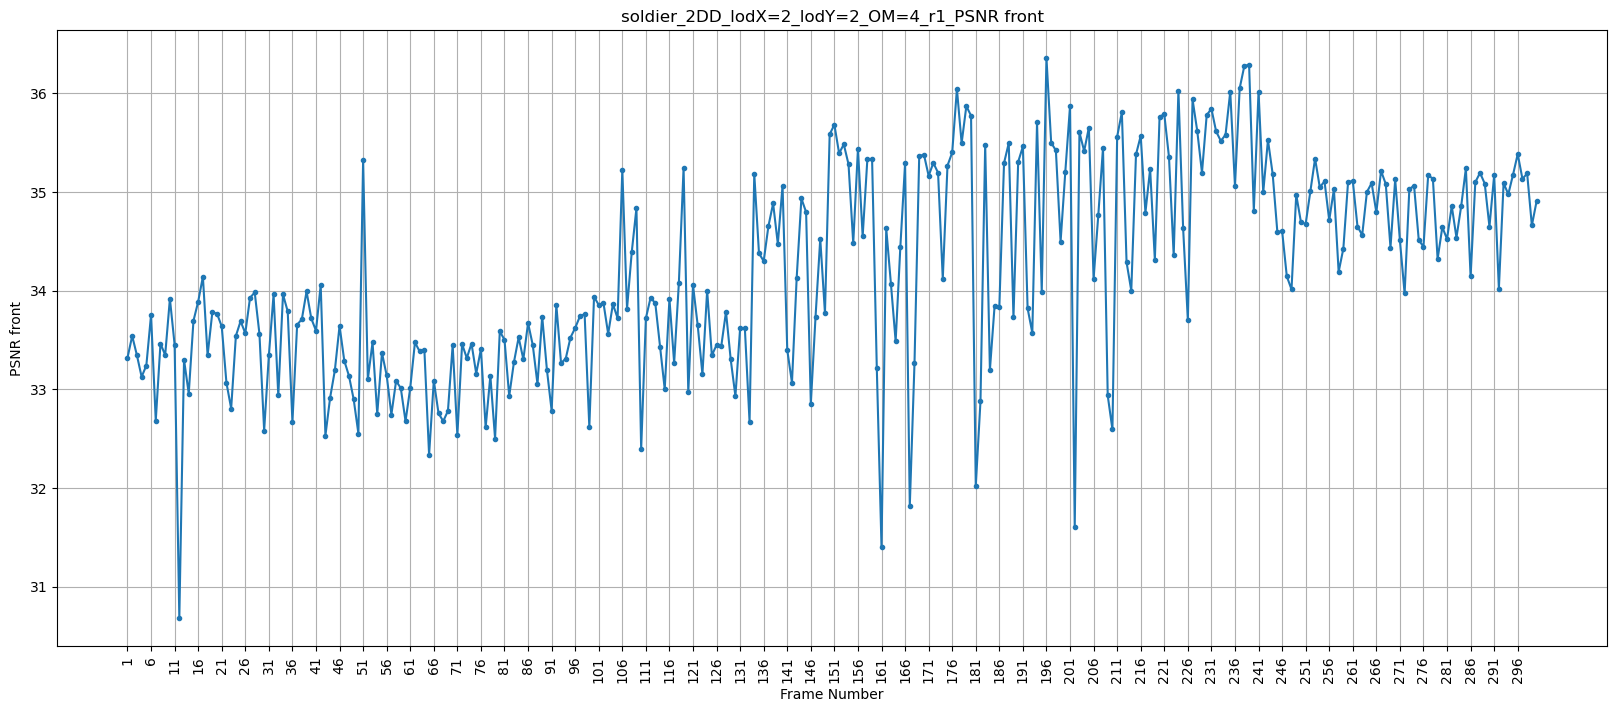 soldier_2DD_lodX=2_lodY=2_OM=4_r1_PSNR front
PSNR front
36
35
34
33
32
31
1 6 11 16 21 26 31 36 41 46 51 56 61 66 71 76 81 86 91 96 101 106 111 116 121 126 131 136 141 146 151 156 161 166 171 176 181 186 191 196 201 206 211 216 221 226 231 236 241 246 251 256 261 266 271 276 281 286 291 296
Frame Number